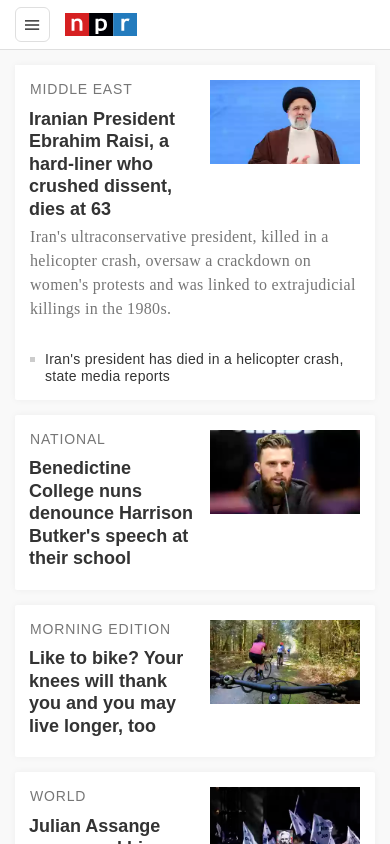 npr
MIDDLE EAST
Iranian President
Ebrahim Raisi, a
hard-liner who
crushed dissent,
dies at 63
Iran's ultraconservative president, killed in a
helicopter crash, oversaw a crackdown on
women's protests and was linked to extrajudicial
killings in the 1980s.
Iran's president has died in a helicopter crash,
state media reports
NATIONAL
Benedictine
College nuns
denounce Harrison
Butker's speech at
their school
MORNING EDITION
Like to bike? Your
knees will thank
you and you may
live longer, too
WORLD
Julian Assange